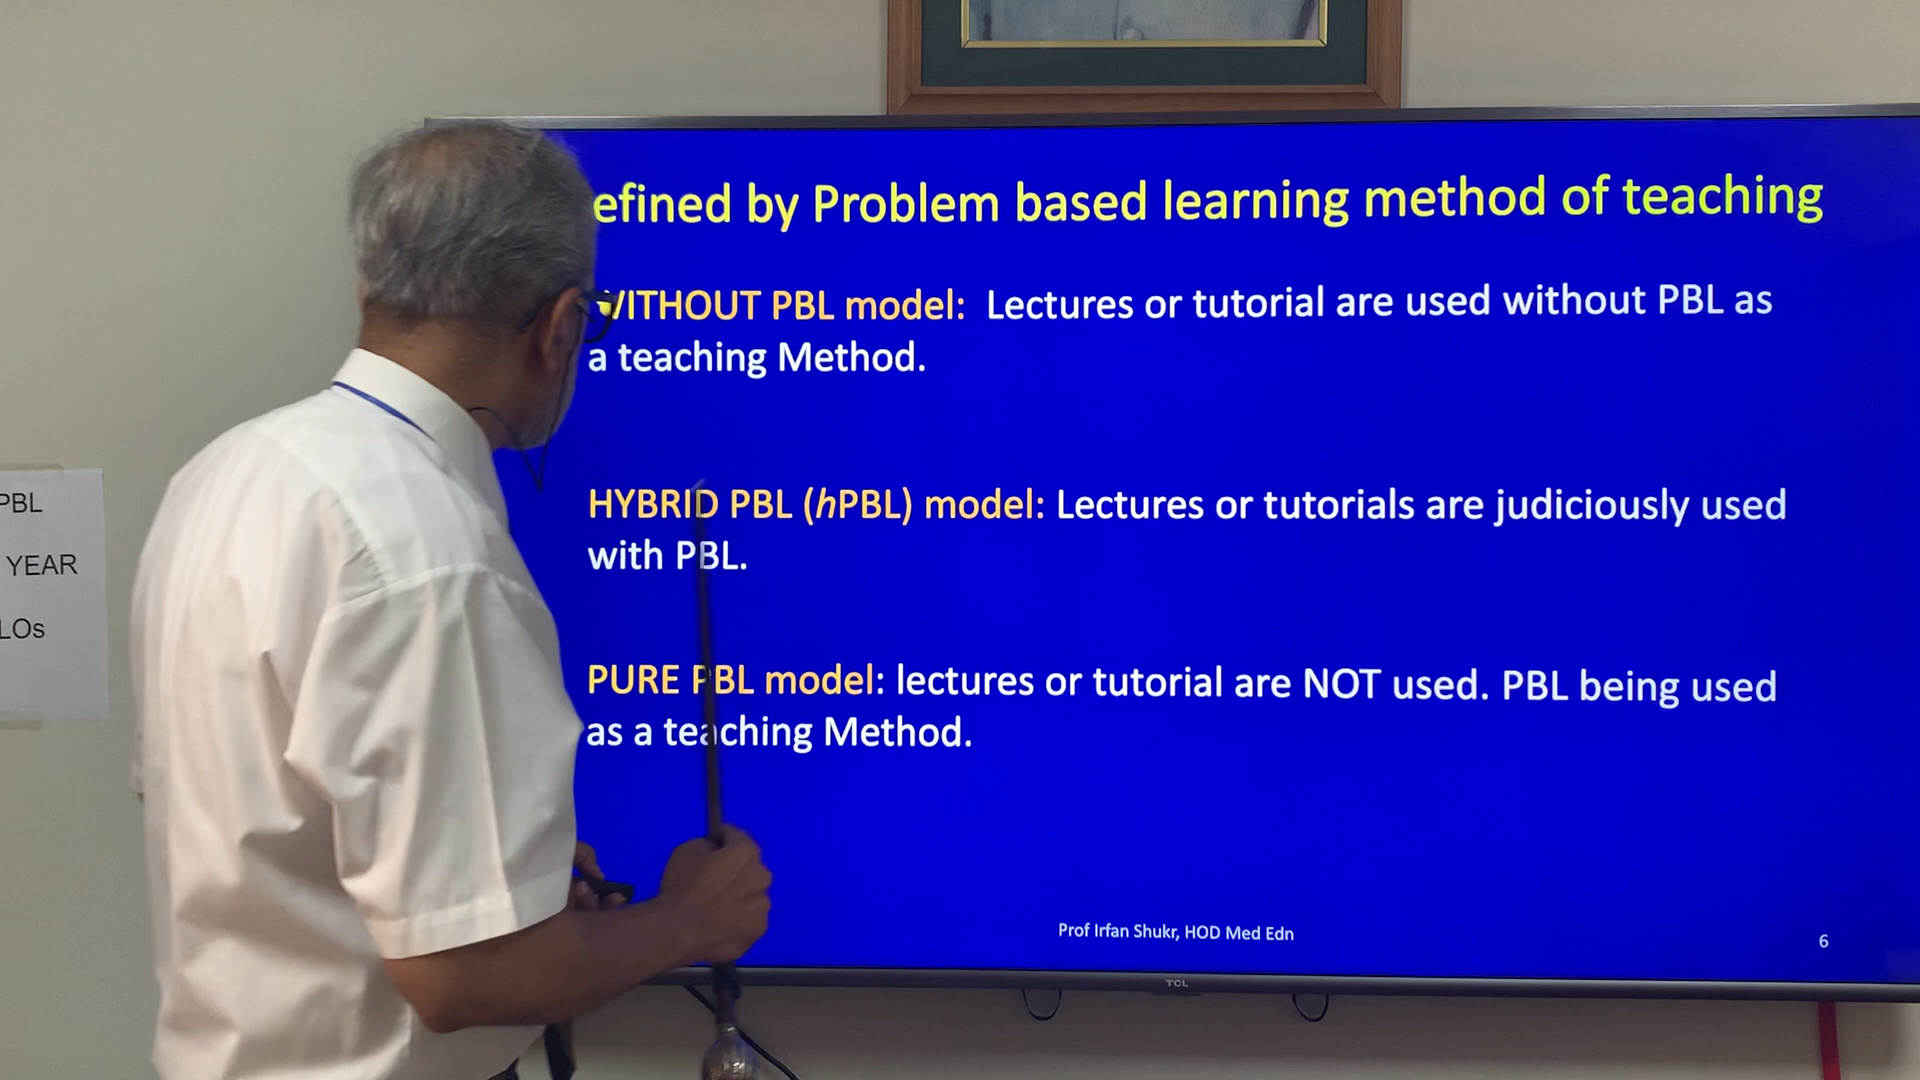 efined by Problem based learning method of teaching
WITHOUT PBL model: Lectures or tutorial are used without PBL as
a teaching Method.
HYBRID PBL (hPBL) model: Lectures or tutorials are judiciously used
with PBL.
PURE PBL model: lectures or tutorial are NOT used. PBL being used
as a teaching Method.
Prof Irfan Shukr, HOD Med Edn
6
TCL
PBL
YEAR
LOs